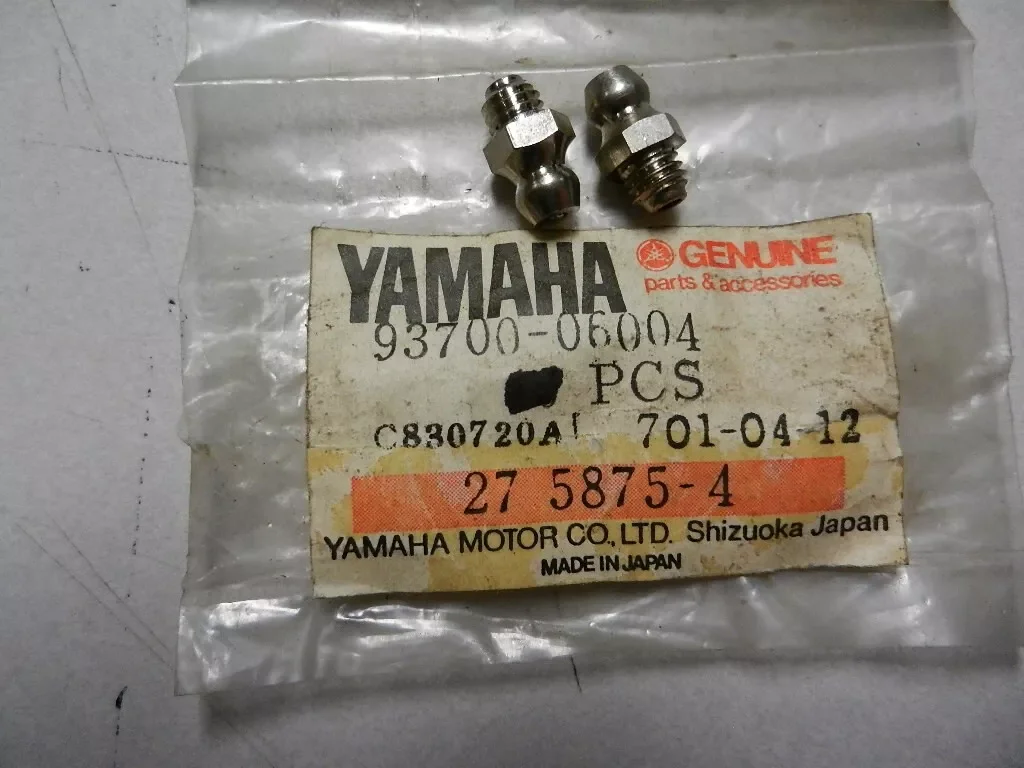 YAMAHA GENUINE
parts & accessories
93700-06004
PCS
C830720A 701-04-12
27 5875-4
YAMAHA MOTOR CO., LTD. Shizuoka Japan
MADE IN JAPAN